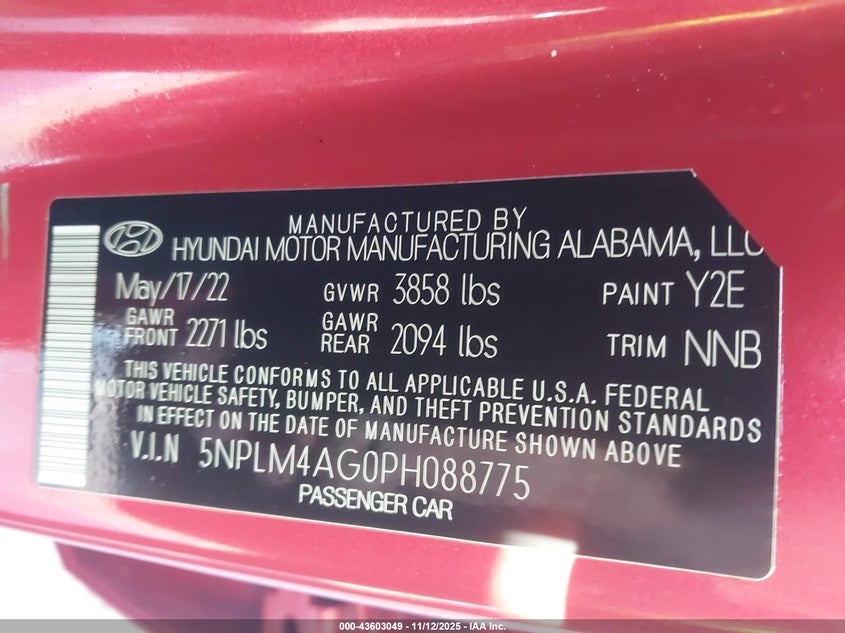 MANUFACTURED BY
HYUNDAI MOTOR MANUFACTURING ALABAMA, LLC
May/17/22 GVWR 3858 lbs PAINT Y2E
GAWR FRONT 2271 lbs GAWR REAR 2094 lbs TRIM NNB
THIS VEHICLE CONFORMS TO ALL APPLICABLE U.S.A. FEDERAL
MOTOR VEHICLE SAFETY, BUMPER, AND THEFT PREVENTION STANDARDS
IN EFFECT ON THE DATE OF MANUFACTURE SHOWN ABOVE
V.I.N 5NPLM4AG0PH088775
PASSENGER CAR
000-43603049 - 11/12/2025 - IAA Inc.